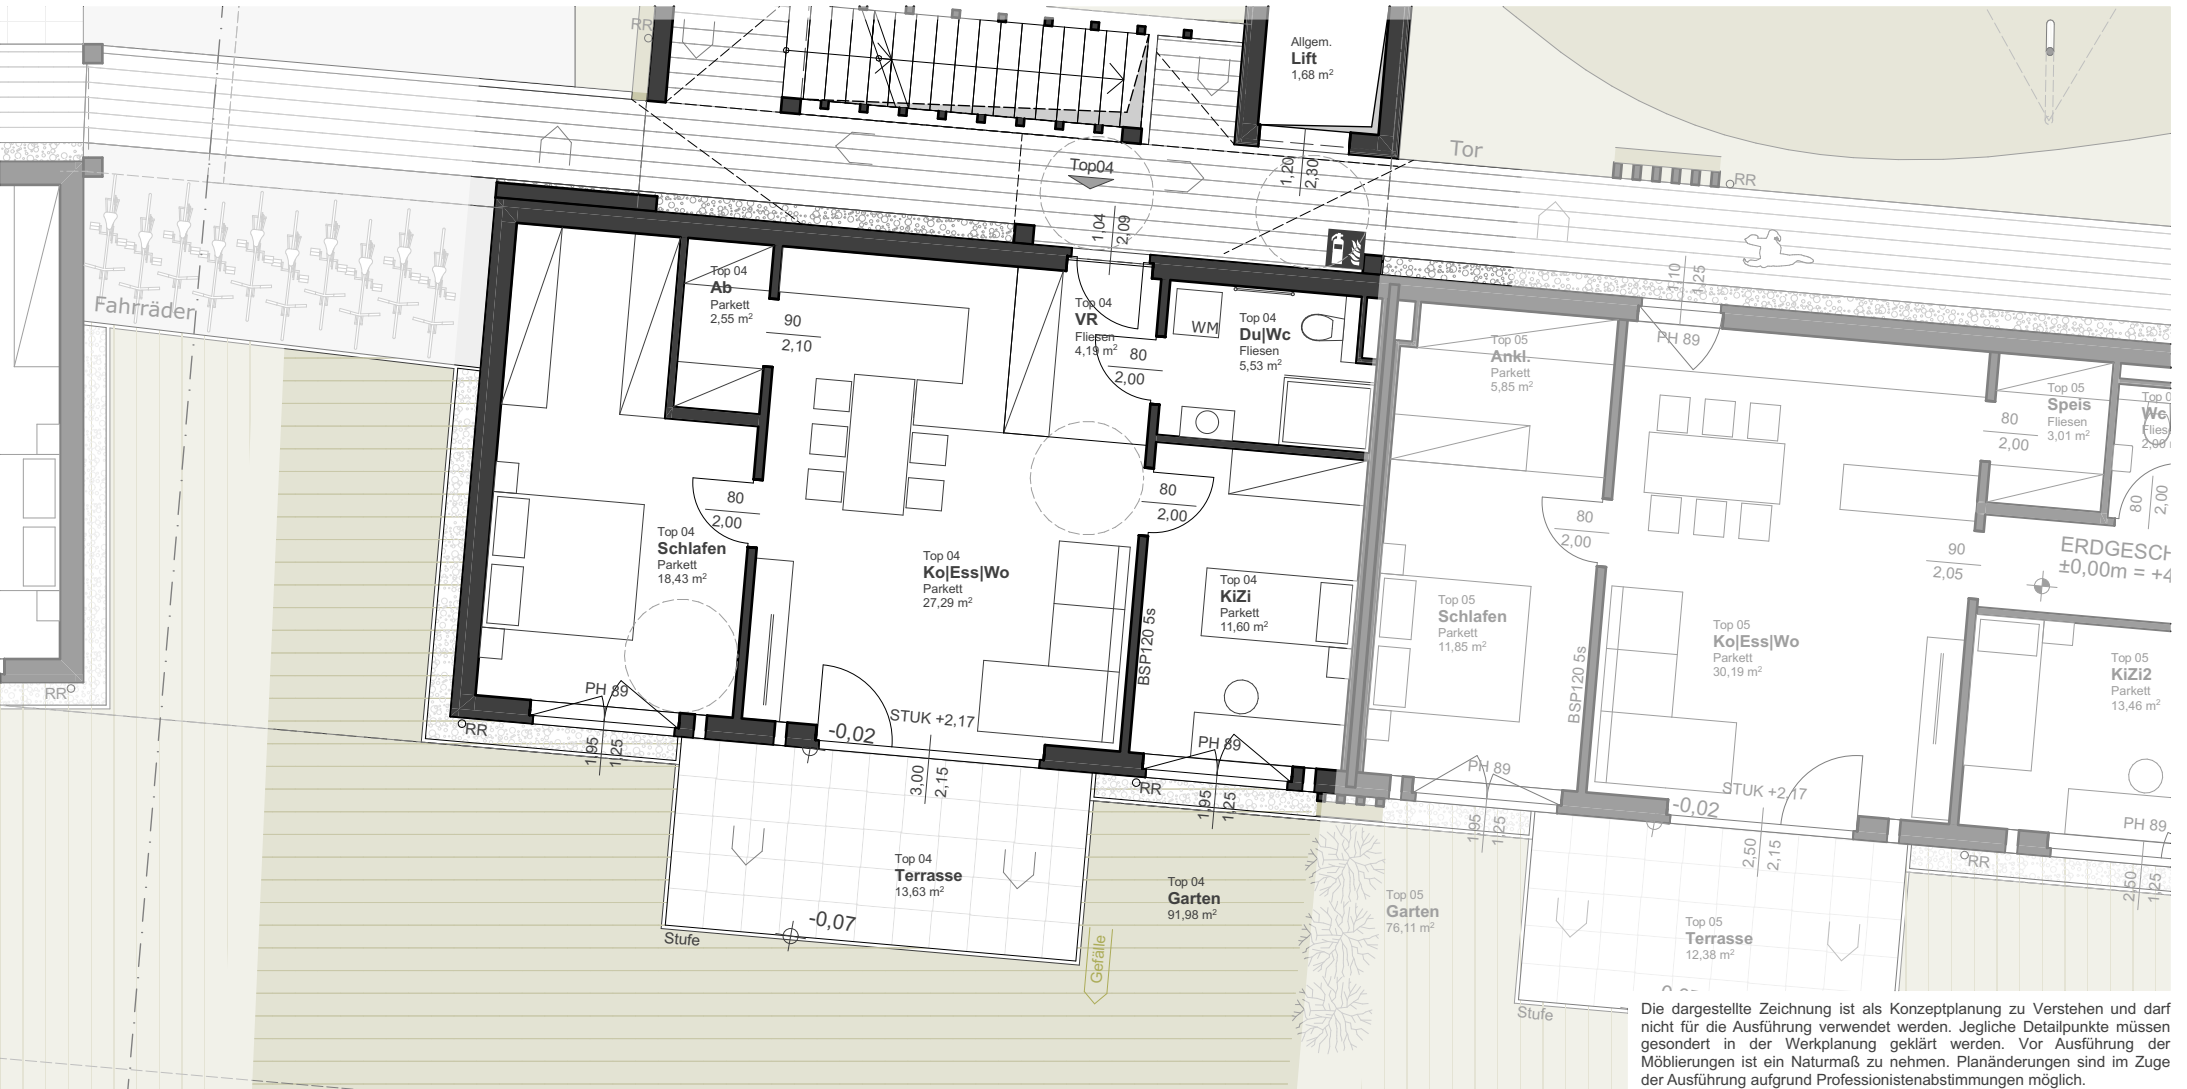 RR
Allgem.
Lift
1,68 m²
Tor
RR
Top04
1,20
2,30
1,04
2,09
1,10
1,25
Fahrräder
Top 04
Ab
Parkett
2,55 m²
90
2,10
Top 04
VR
Fliesen
4,19 m²
80
2,00
WM
Top 04
Du|Wc
Fliesen
5,53 m²
Top 05
Ankl.
Parkett
5,85 m²
PH 89
80
2,00
Top 05
Speis
Fliesen
3,01 m²
Top 0
Wc
Flies
2,00
80
2,00
80
2,00
Top 04
Schlafen
Parkett
18,43 m²
Top 04
Ko|Ess|Wo
Parkett
27,29 m²
80
2,00
Top 04
KiZi
Parkett
11,60 m²
BSP120 5s
80
2,00
Top 05
Schlafen
Parkett
11,85 m²
BSP120 5s
Top 05
Ko|Ess|Wo
Parkett
30,19 m²
90
2,05
ERDGESCH
±0,00m = +4
Top 05
KiZi2
Parkett
13,46 m²
RR
PH 89
RR
1,95
1,25
-0,02
STUK +2,17
3,00
2,15
PH 89
RR
1,95
1,25
PH 89
1,95
1,25
STUK +2,17
-0,02
2,50
2,15
PH 89
RR
2,50
1,25
Top 04
Terrasse
13,63 m²
-0,07
Stufe
Top 04
Garten
91,98 m²
Gefälle
Top 05
Garten
76,11 m²
Top 05
Terrasse
12,38 m²
Stufe
Die dargestellte Zeichnung ist als Konzeptplanung zu Verstehen und darf
nicht für die Ausführung verwendet werden. Jegliche Detailpunkte müssen
gesondert in der Werkplanung geklärt werden. Vor Ausführung der
Möblierungen ist ein Naturmaß zu nehmen. Planänderungen sind im Zuge
der Ausführung aufgrund Professionistenabstimmungen möglich.